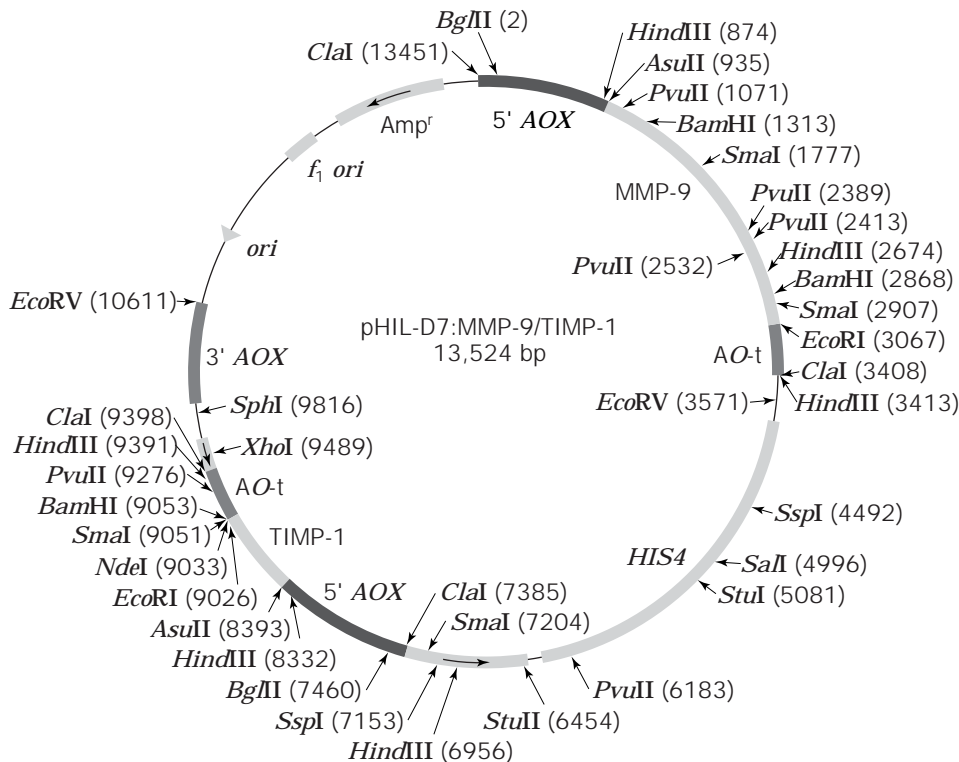 BglII (2)
ClaI (13451)
HindIII (874)
AsuII (935)
PvuII (1071)
BamHI (1313)
SmaI (1777)
5' AOX
Ampʳ
f₁ ori
MMP-9
PvuII (2389)
PvuII (2413)
HindIII (2674)
PvuII (2532)
BamHI (2868)
SmaI (2907)
EcoRI (3067)
ori
EcoRV (10611)
pHIL-D7:MMP-9/TIMP-1
13,524 bp
3' AOX
AO-t
ClaI (3408)
HindIII (3413)
EcoRV (3571)
SphI (9816)
ClaI (9398)
HindIII (9391)
XhoI (9489)
PvuII (9276)
AO-t
BamHI (9053)
SmaI (9051)
TIMP-1
NdeI (9033)
EcoRI (9026)
SspI (4492)
HIS4
SalI (4996)
StuI (5081)
5' AOX
ClaI (7385)
SmaI (7204)
AsuII (8393)
HindIII (8332)
BglII (7460)
SspI (7153)
HindIII (6956)
StuII (6454)
PvuII (6183)